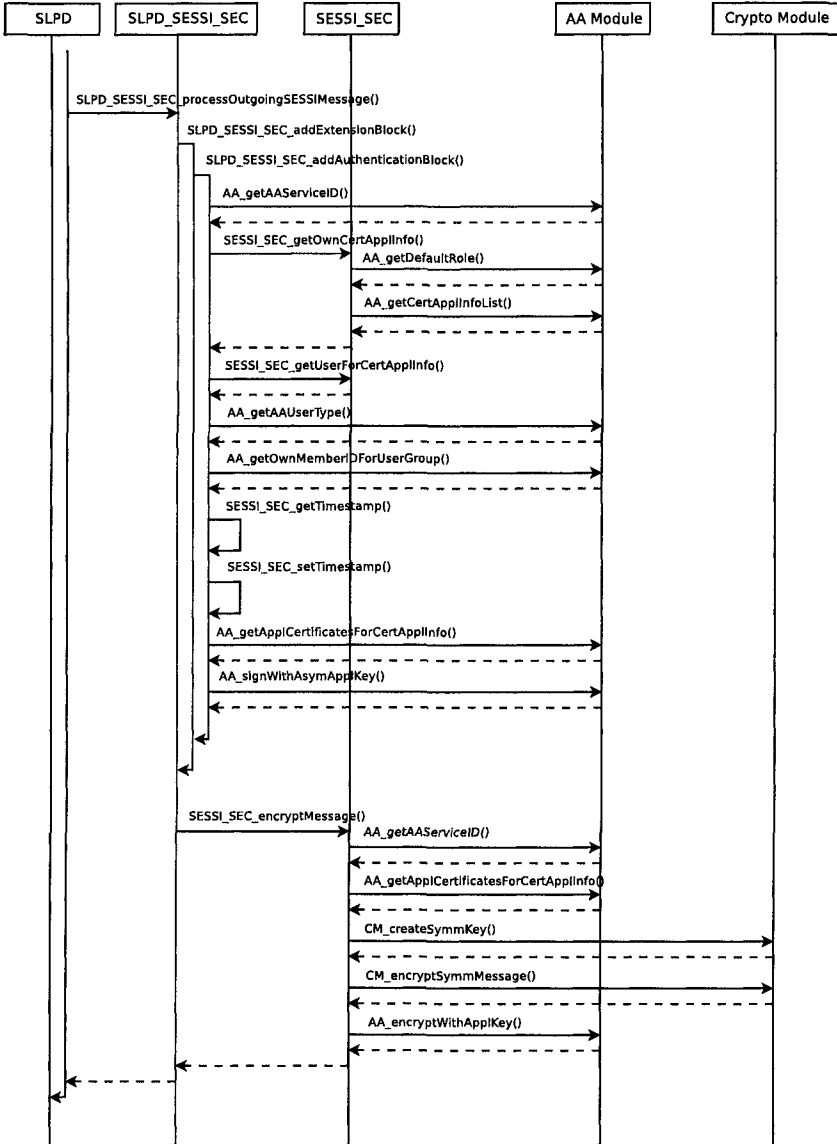 SLPD
SLPD_SESSI_SEC
SESSI_SEC
AA Module
Crypto Module
SLPD_SESSI_SEC_processOutgoingSESSIMessage()
SLPD_SESSI_SEC_addExtensionBlock()
SLPD_SESSI_SEC_addAuthenticationBlock()
AA_getAAServiceID()
SESSI_SEC_getOwnCertApplInfo()
AA_getDefaultRole()
AA_getCertApplInfoList()
SESSI_SEC_getUserForCertApplInfo()
AA_getAAUserType()
AA_getOwnMemberIDForUserGroup()
SESSI_SEC_getTimestamp()
SESSI_SEC_setTimestamp()
AA_getApplCertificatesForCertApplInfo()
AA_signWithAsymApplKey()
SESSI_SEC_encryptMessage()
AA_getAAServiceID()
AA_getApplCertificatesForCertApplInfo()
CM_createSymmKey()
CM_encryptSymmMessage()
AA_encryptWithApplKey()